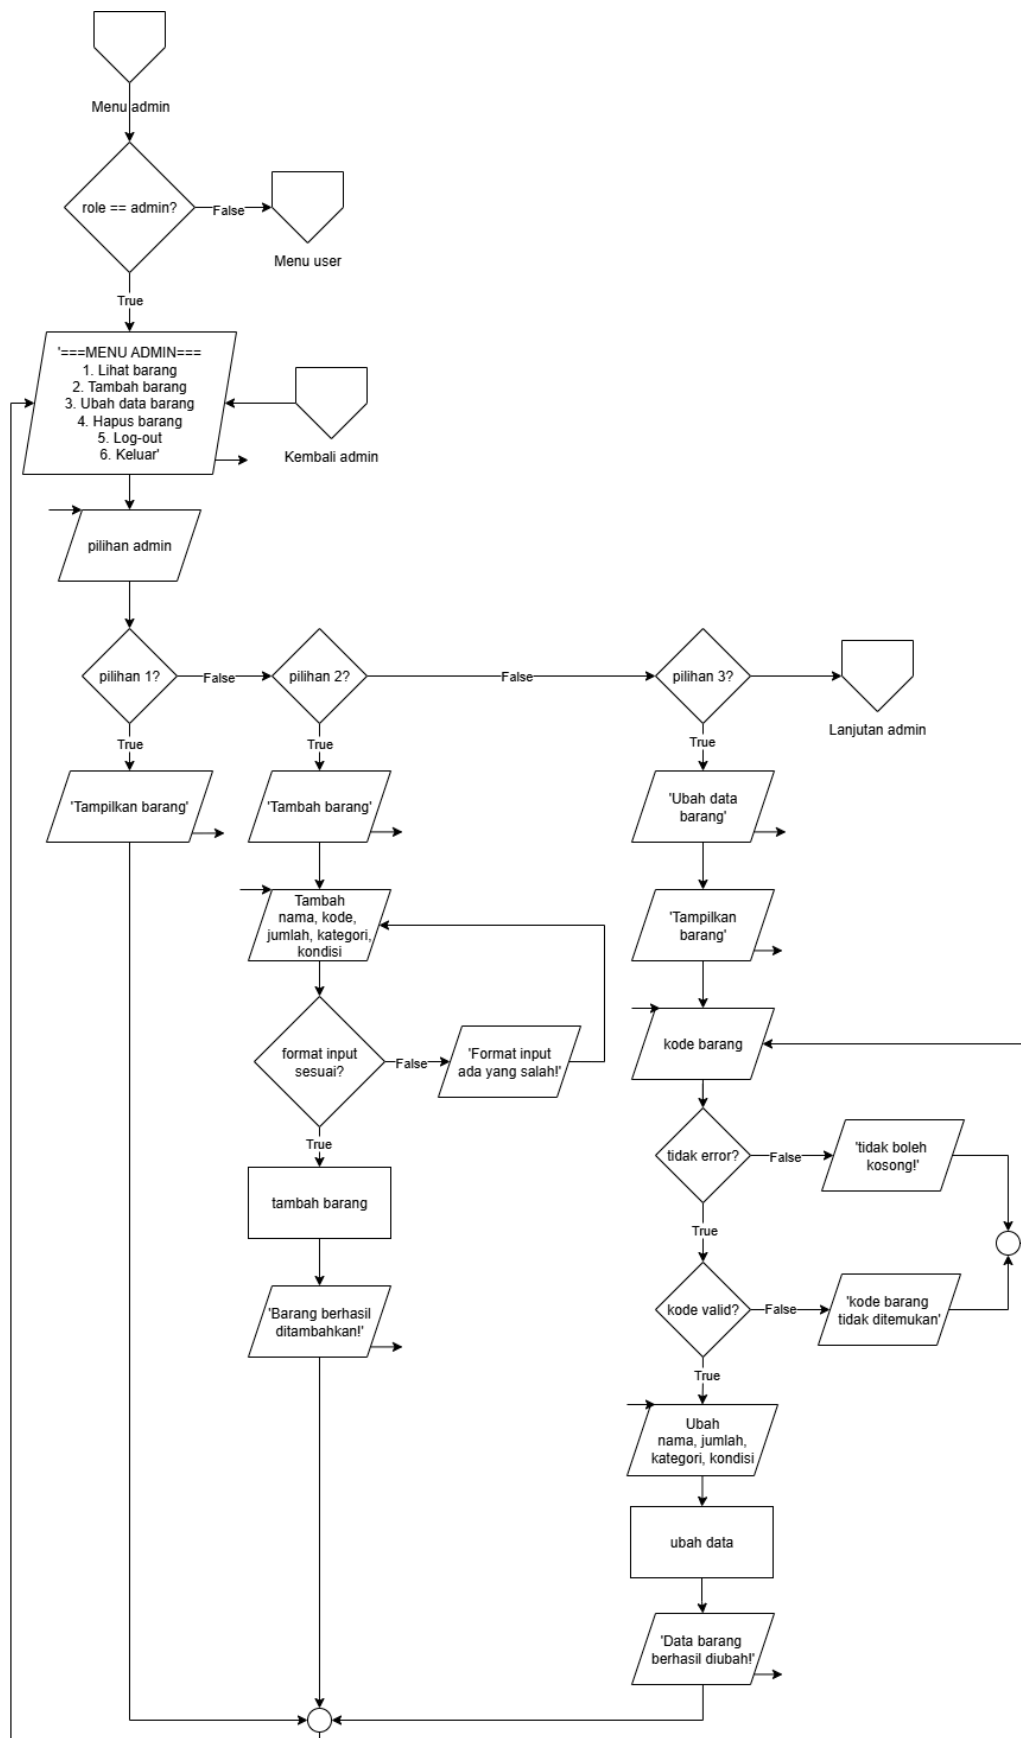 Menu admin
role == admin?
False
Menu user
True
'===MENU ADMIN===
1. Lihat barang
2. Tambah barang
3. Ubah data barang
4. Hapus barang
5. Log-out
6. Keluar'
Kembali admin
pilihan admin
pilihan 1?
False
pilihan 2?
False
pilihan 3?
Lanjutan admin
True
True
True
'Tampilkan barang'
'Tambah barang'
'Ubah data
barang'
Tambah
nama, kode,
jumlah, kategori,
kondisi
'Tampilkan
barang'
format input
sesuai?
False
'Format input
ada yang salah!'
kode barang
True
tidak error?
False
'tidak boleh
kosong!'
tambah barang
True
'Barang berhasil
ditambahkan!'
kode valid?
False
'kode barang
tidak ditemukan'
True
Ubah
nama, jumlah,
kategori, kondisi
ubah data
'Data barang
berhasil diubah!'